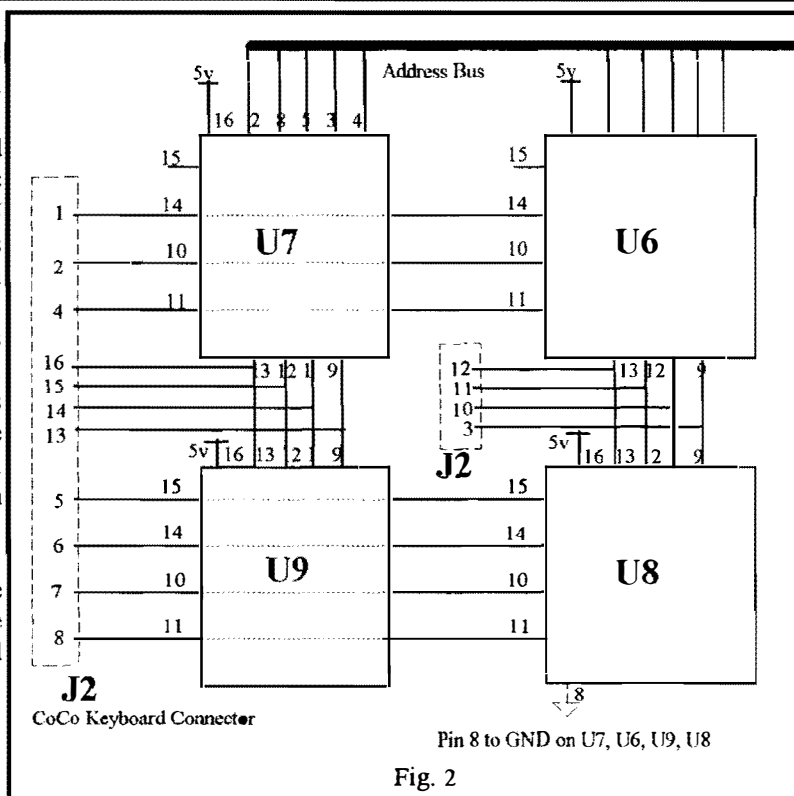 Address Bus
5v 5v
16 2 8 5 3 4
15 15
1 14 14
U7 U6
2 10 10
4 11 11
16 13 12 1 9 12 13 12 9
15 11
14 10
13 3
5v 16 13 2 1 9 J2 5v 16 13 2 9
5 15 15
6 14 14
U9 U8
7 10 10
8 11 11
J2 8
CoCo Keyboard Connector
Pin 8 to GND on U7, U6, U9, U8
Fig. 2